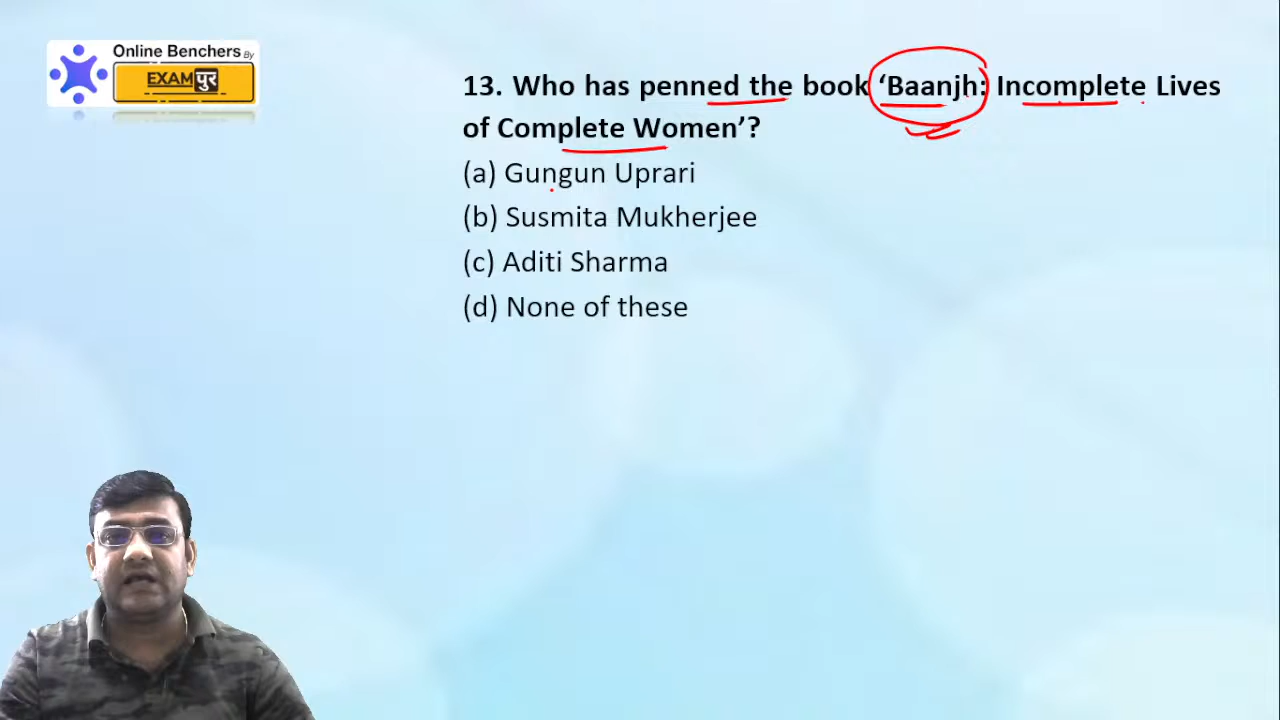 Online Benchers By
EXAMपुर
13. Who has penned the book ‘Baanjh: Incomplete Lives
of Complete Women’?
(a) Gungun Uprari
(b) Susmita Mukherjee
(c) Aditi Sharma
(d) None of these